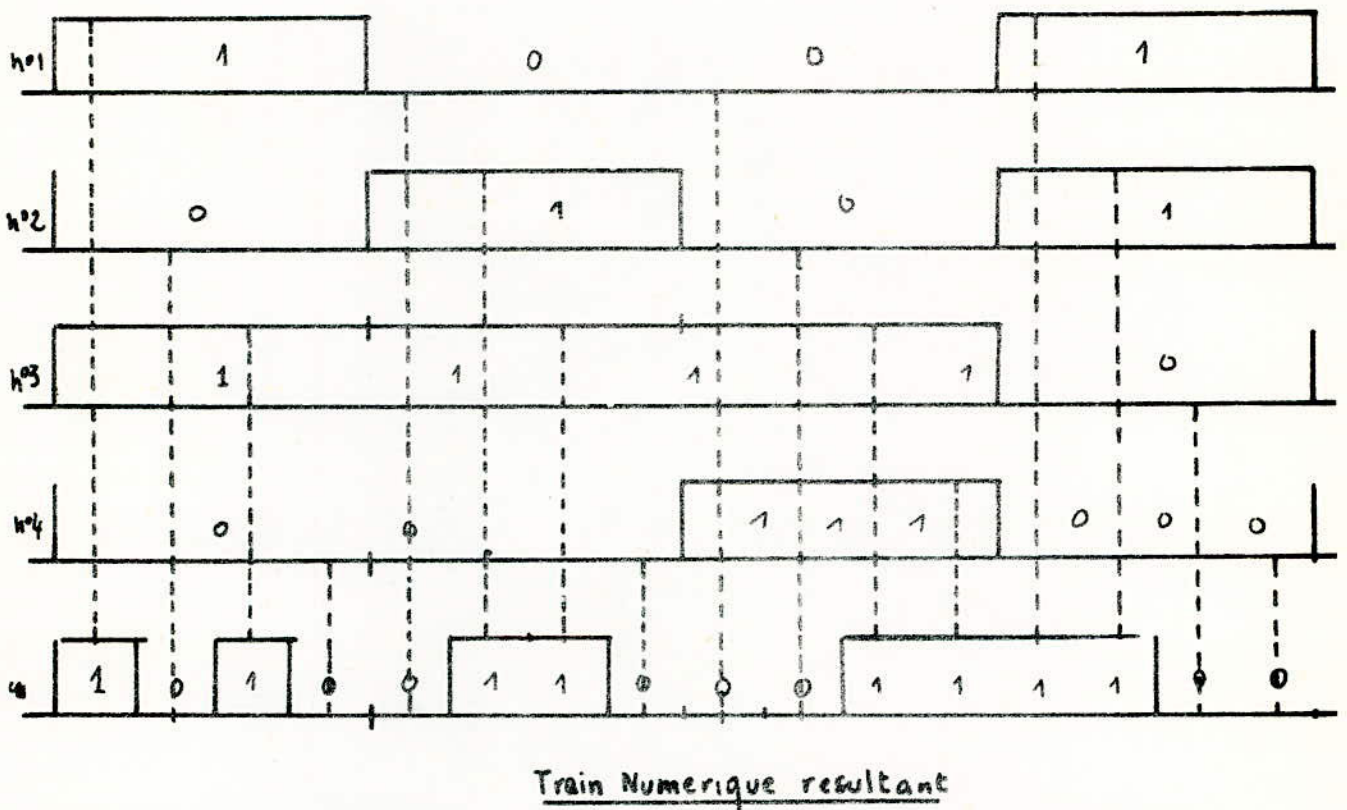 n°1 1 0 0 1
n°2 0 1 0 1
n°3 1 1 1 1 0
n°4 0 0 1 1 1 0 0 0
1 0 1 0 0 1 1 0 0 0 1 1 1 1 0 0
Train Numerique resultant